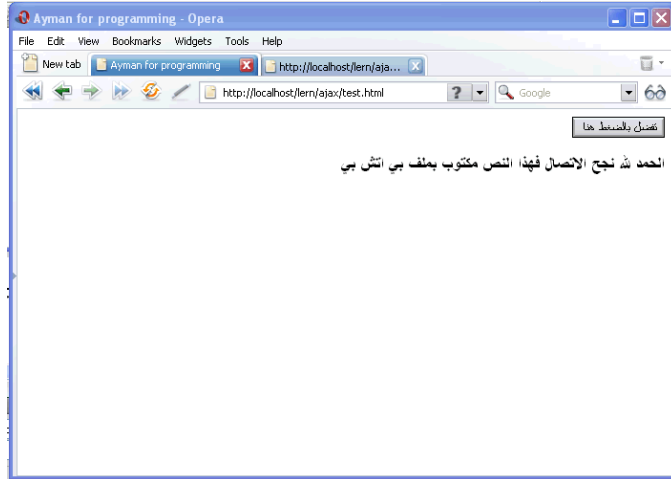 Ayman for programming - Opera
File Edit View Bookmarks Widgets Tools Help
New tab Ayman for programming http://localhost/lern/aja...
http://localhost/lern/ajax/test.html ? Google
تفضل بالضغط هنا
الحمد لله نجح الاتصال فهذا النص مكتوب بملف بي اتش بي